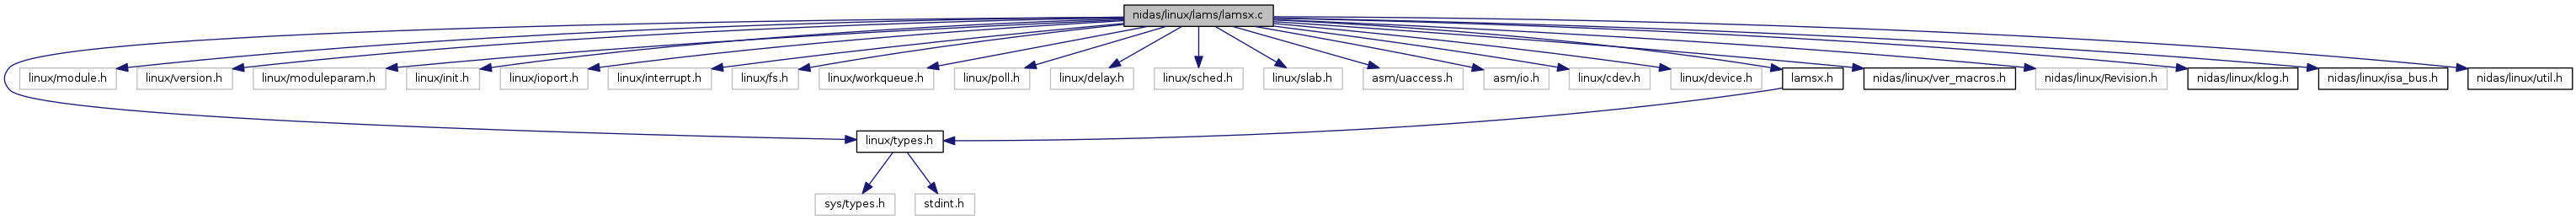 nidas/linux/lams/lamsx.c
linux/module.h
linux/version.h
linux/moduleparam.h
linux/init.h
linux/ioport.h
linux/interrupt.h
linux/fs.h
linux/workqueue.h
linux/poll.h
linux/delay.h
linux/sched.h
linux/slab.h
asm/uaccess.h
asm/io.h
linux/cdev.h
linux/device.h
lamsx.h
nidas/linux/ver_macros.h
nidas/linux/Revision.h
nidas/linux/klog.h
nidas/linux/isa_bus.h
nidas/linux/util.h
linux/types.h
sys/types.h
stdint.h